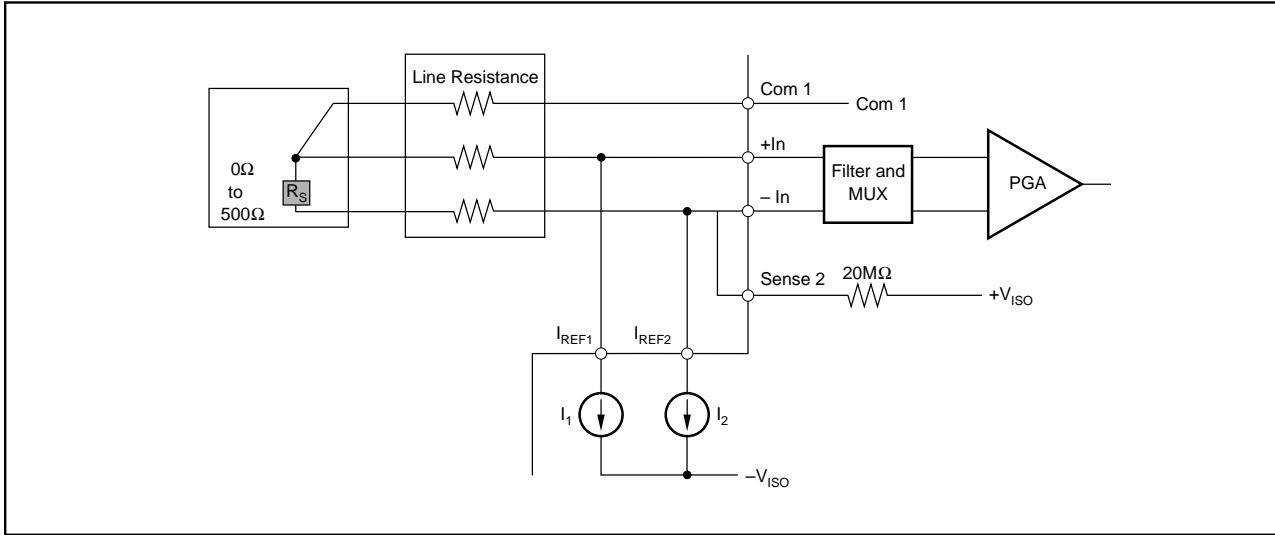 Line Resistance
Com 1
Com 1
+In
0Ω
to
500Ω
R_S
Filter and
MUX
PGA
– In
Sense 2
20MΩ
+V_ISO
I_REF1
I_REF2
I_1
I_2
–V_ISO